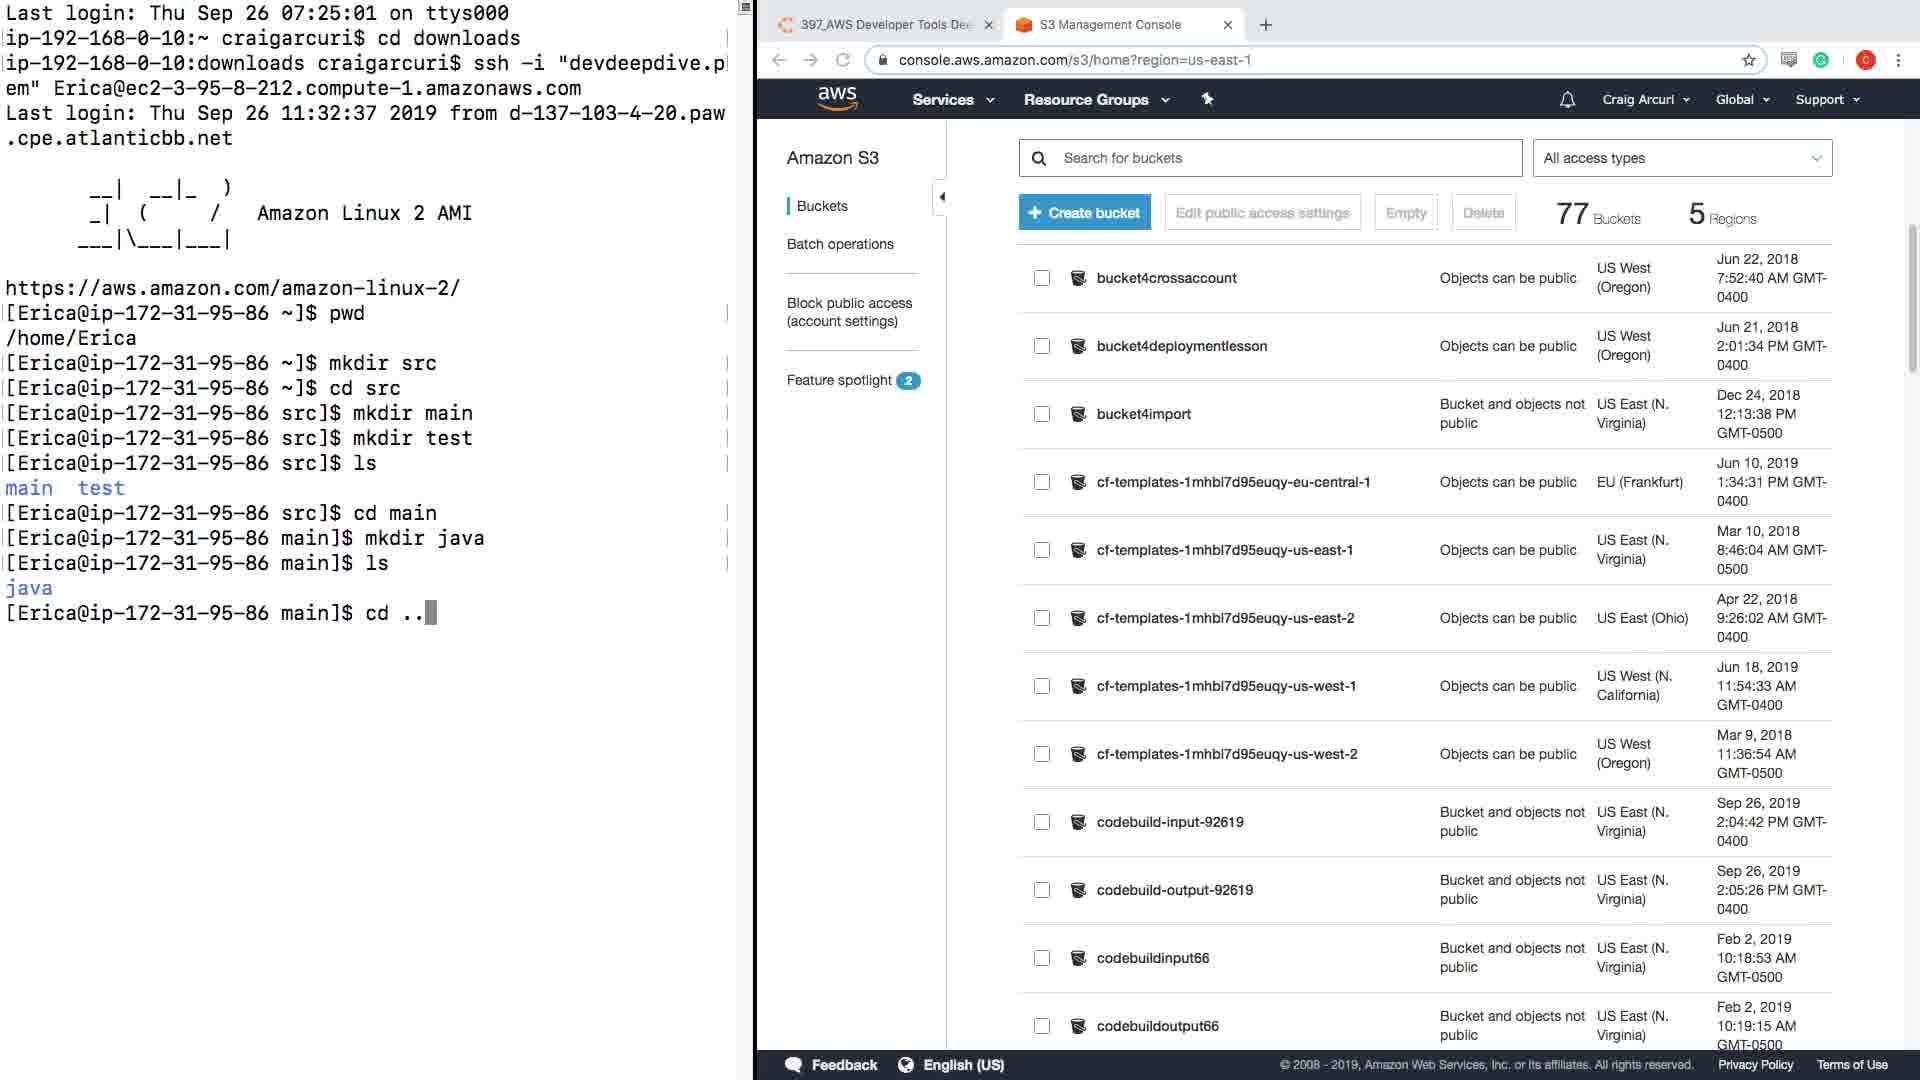 Last login: Thu Sep 26 07:25:01 on ttys000
ip-192-168-0-10:~ craigarcuri$ cd downloads
ip-192-168-0-10:downloads craigarcuri$ ssh -i "devdeepdive.p
em" Erica@ec2-3-95-8-212.compute-1.amazonaws.com
Last login: Thu Sep 26 11:32:37 2019 from d-137-103-4-20.paw
.cpe.atlanticbb.net
__|  __|_  )
_|  (     /   Amazon Linux 2 AMI
___|\___|___|
https://aws.amazon.com/amazon-linux-2/
[Erica@ip-172-31-95-86 ~]$ pwd
/home/Erica
[Erica@ip-172-31-95-86 ~]$ mkdir src
[Erica@ip-172-31-95-86 ~]$ cd src
[Erica@ip-172-31-95-86 src]$ mkdir main
[Erica@ip-172-31-95-86 src]$ mkdir test
[Erica@ip-172-31-95-86 src]$ ls
main  test
[Erica@ip-172-31-95-86 src]$ cd main
[Erica@ip-172-31-95-86 main]$ mkdir java
[Erica@ip-172-31-95-86 main]$ ls
java
[Erica@ip-172-31-95-86 main]$ cd ..
397_AWS Developer Tools Dee
S3 Management Console
console.aws.amazon.com/s3/home?region=us-east-1
C
aws
Services
Resource Groups
Craig Arcuri
Global
Support
Amazon S3
Buckets
Batch operations
Block public access
(account settings)
Feature spotlight 2
Search for buckets
All access types
+ Create bucket
Edit public access settings
Empty
Delete
77 Buckets
5 Regions
bucket4crossaccount
Objects can be public
US West
(Oregon)
Jun 22, 2018
7:52:40 AM GMT-
0400
bucket4deploymentlesson
Objects can be public
US West
(Oregon)
Jun 21, 2018
2:01:34 PM GMT-
0400
bucket4import
Bucket and objects not
public
US East (N.
Virginia)
Dec 24, 2018
12:13:38 PM
GMT-0500
cf-templates-1mhbl7d95euqy-eu-central-1
Objects can be public
EU (Frankfurt)
Jun 10, 2019
1:34:31 PM GMT-
0400
cf-templates-1mhbl7d95euqy-us-east-1
Objects can be public
US East (N.
Virginia)
Mar 10, 2018
8:46:04 AM GMT-
0500
cf-templates-1mhbl7d95euqy-us-east-2
Objects can be public
US East (Ohio)
Apr 22, 2018
9:26:02 AM GMT-
0400
cf-templates-1mhbl7d95euqy-us-west-1
Objects can be public
US West (N.
California)
Jun 18, 2019
11:54:33 AM
GMT-0400
cf-templates-1mhbl7d95euqy-us-west-2
Objects can be public
US West
(Oregon)
Mar 9, 2018
11:36:54 AM
GMT-0500
codebuild-input-92619
Bucket and objects not
public
US East (N.
Virginia)
Sep 26, 2019
2:04:42 PM GMT-
0400
codebuild-output-92619
Bucket and objects not
public
US East (N.
Virginia)
Sep 26, 2019
2:05:26 PM GMT-
0400
codebuildinput66
Bucket and objects not
public
US East (N.
Virginia)
Feb 2, 2019
10:18:53 AM
GMT-0500
codebuildoutput66
Bucket and objects not
public
US East (N.
Virginia)
Feb 2, 2019
10:19:15 AM
GMT-0500
Feedback
English (US)
© 2008 - 2019, Amazon Web Services, Inc. or its affiliates. All rights reserved.
Privacy Policy
Terms of Use